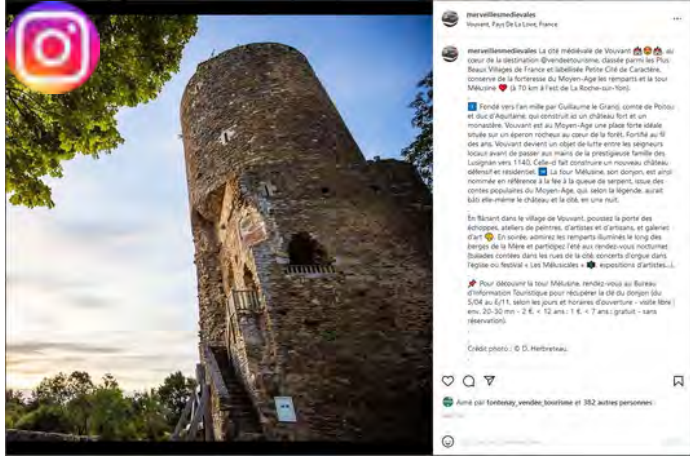 merveillesmedievales
Vouvant, Pays De La Loire, France
merveillesmedievales La cité médiévale de Vouvant 🏰😍🏰, au
coeur de la destination @vendeetourisme, classée parmi les Plus
Beaux Villages de France et labellisée Petite Cité de Caractère,
conserve de la forteresse du Moyen-Age les remparts et la tour
Mélusine ❤️ (à 70 km à l'est de La Roche-sur-Yon).
Fondé vers l'an mille par Guillaume le Grand, comte de Poitou
et duc d'Aquitaine, qui construit ici un château fort et un
monastère. Vouvant est au Moyen-Age une place forte idéale
située sur un éperon rocheux au cœur de la forêt. Fortifié au fil
des ans, Vouvant devient un objet de lutte entre les seigneurs
locaux avant de passer aux mains de la prestigieuse famille des
Lusignan vers 1140. Celle-ci fait construire un nouveau château
défensif et résidentiel. ➡️ La tour Mélusine, son donjon, est ainsi
nommée en référence à la fée à la queue de serpent, issue des
contes populaires du Moyen-Age, qui selon la légende, aurait
bâti elle-même le château et la cité, en une nuit.
En flânant dans le village de Vouvant, poussez la porte des
échoppes, ateliers de peintres, d'artistes et d'artisans, et galeries
d'art 🎨. En soirée, admirez les remparts illuminés le long des
berges de la Mère et participez l'été aux rendez-vous nocturnes
(balades contées dans les rues de la cité, concerts d'orgue dans
l'église ou festival « Les Mélusicales » , expositions d'artistes...).
📌 Pour découvrir la tour Mélusine, rendez-vous au Bureau
d'Information Touristique pour récupérer la clé du donjon (du
5/04 au 6/11, selon les jours et horaires d'ouverture - visite libre |
env. 20-30 mn - 2 €, < 12 ans : 1 €, < 7 ans : gratuit - sans
réservation).
Crédit photo : © D. Herbreteau.
Aimé par fontenay_vendee_tourisme et 382 autres personnes